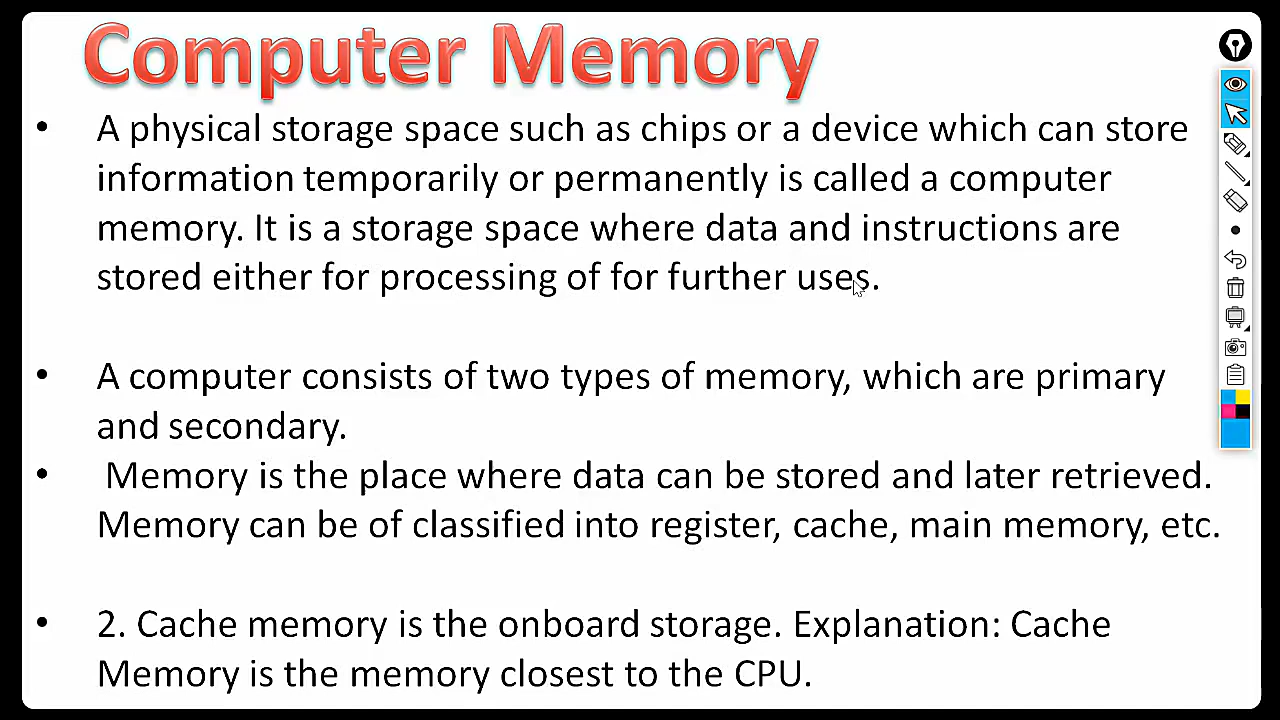 Computer Memory
• A physical storage space such as chips or a device which can store
information temporarily or permanently is called a computer
memory. It is a storage space where data and instructions are
stored either for processing of for further uses.
• A computer consists of two types of memory, which are primary
and secondary.
• Memory is the place where data can be stored and later retrieved.
Memory can be of classified into register, cache, main memory, etc.
• 2. Cache memory is the onboard storage. Explanation: Cache
Memory is the memory closest to the CPU.